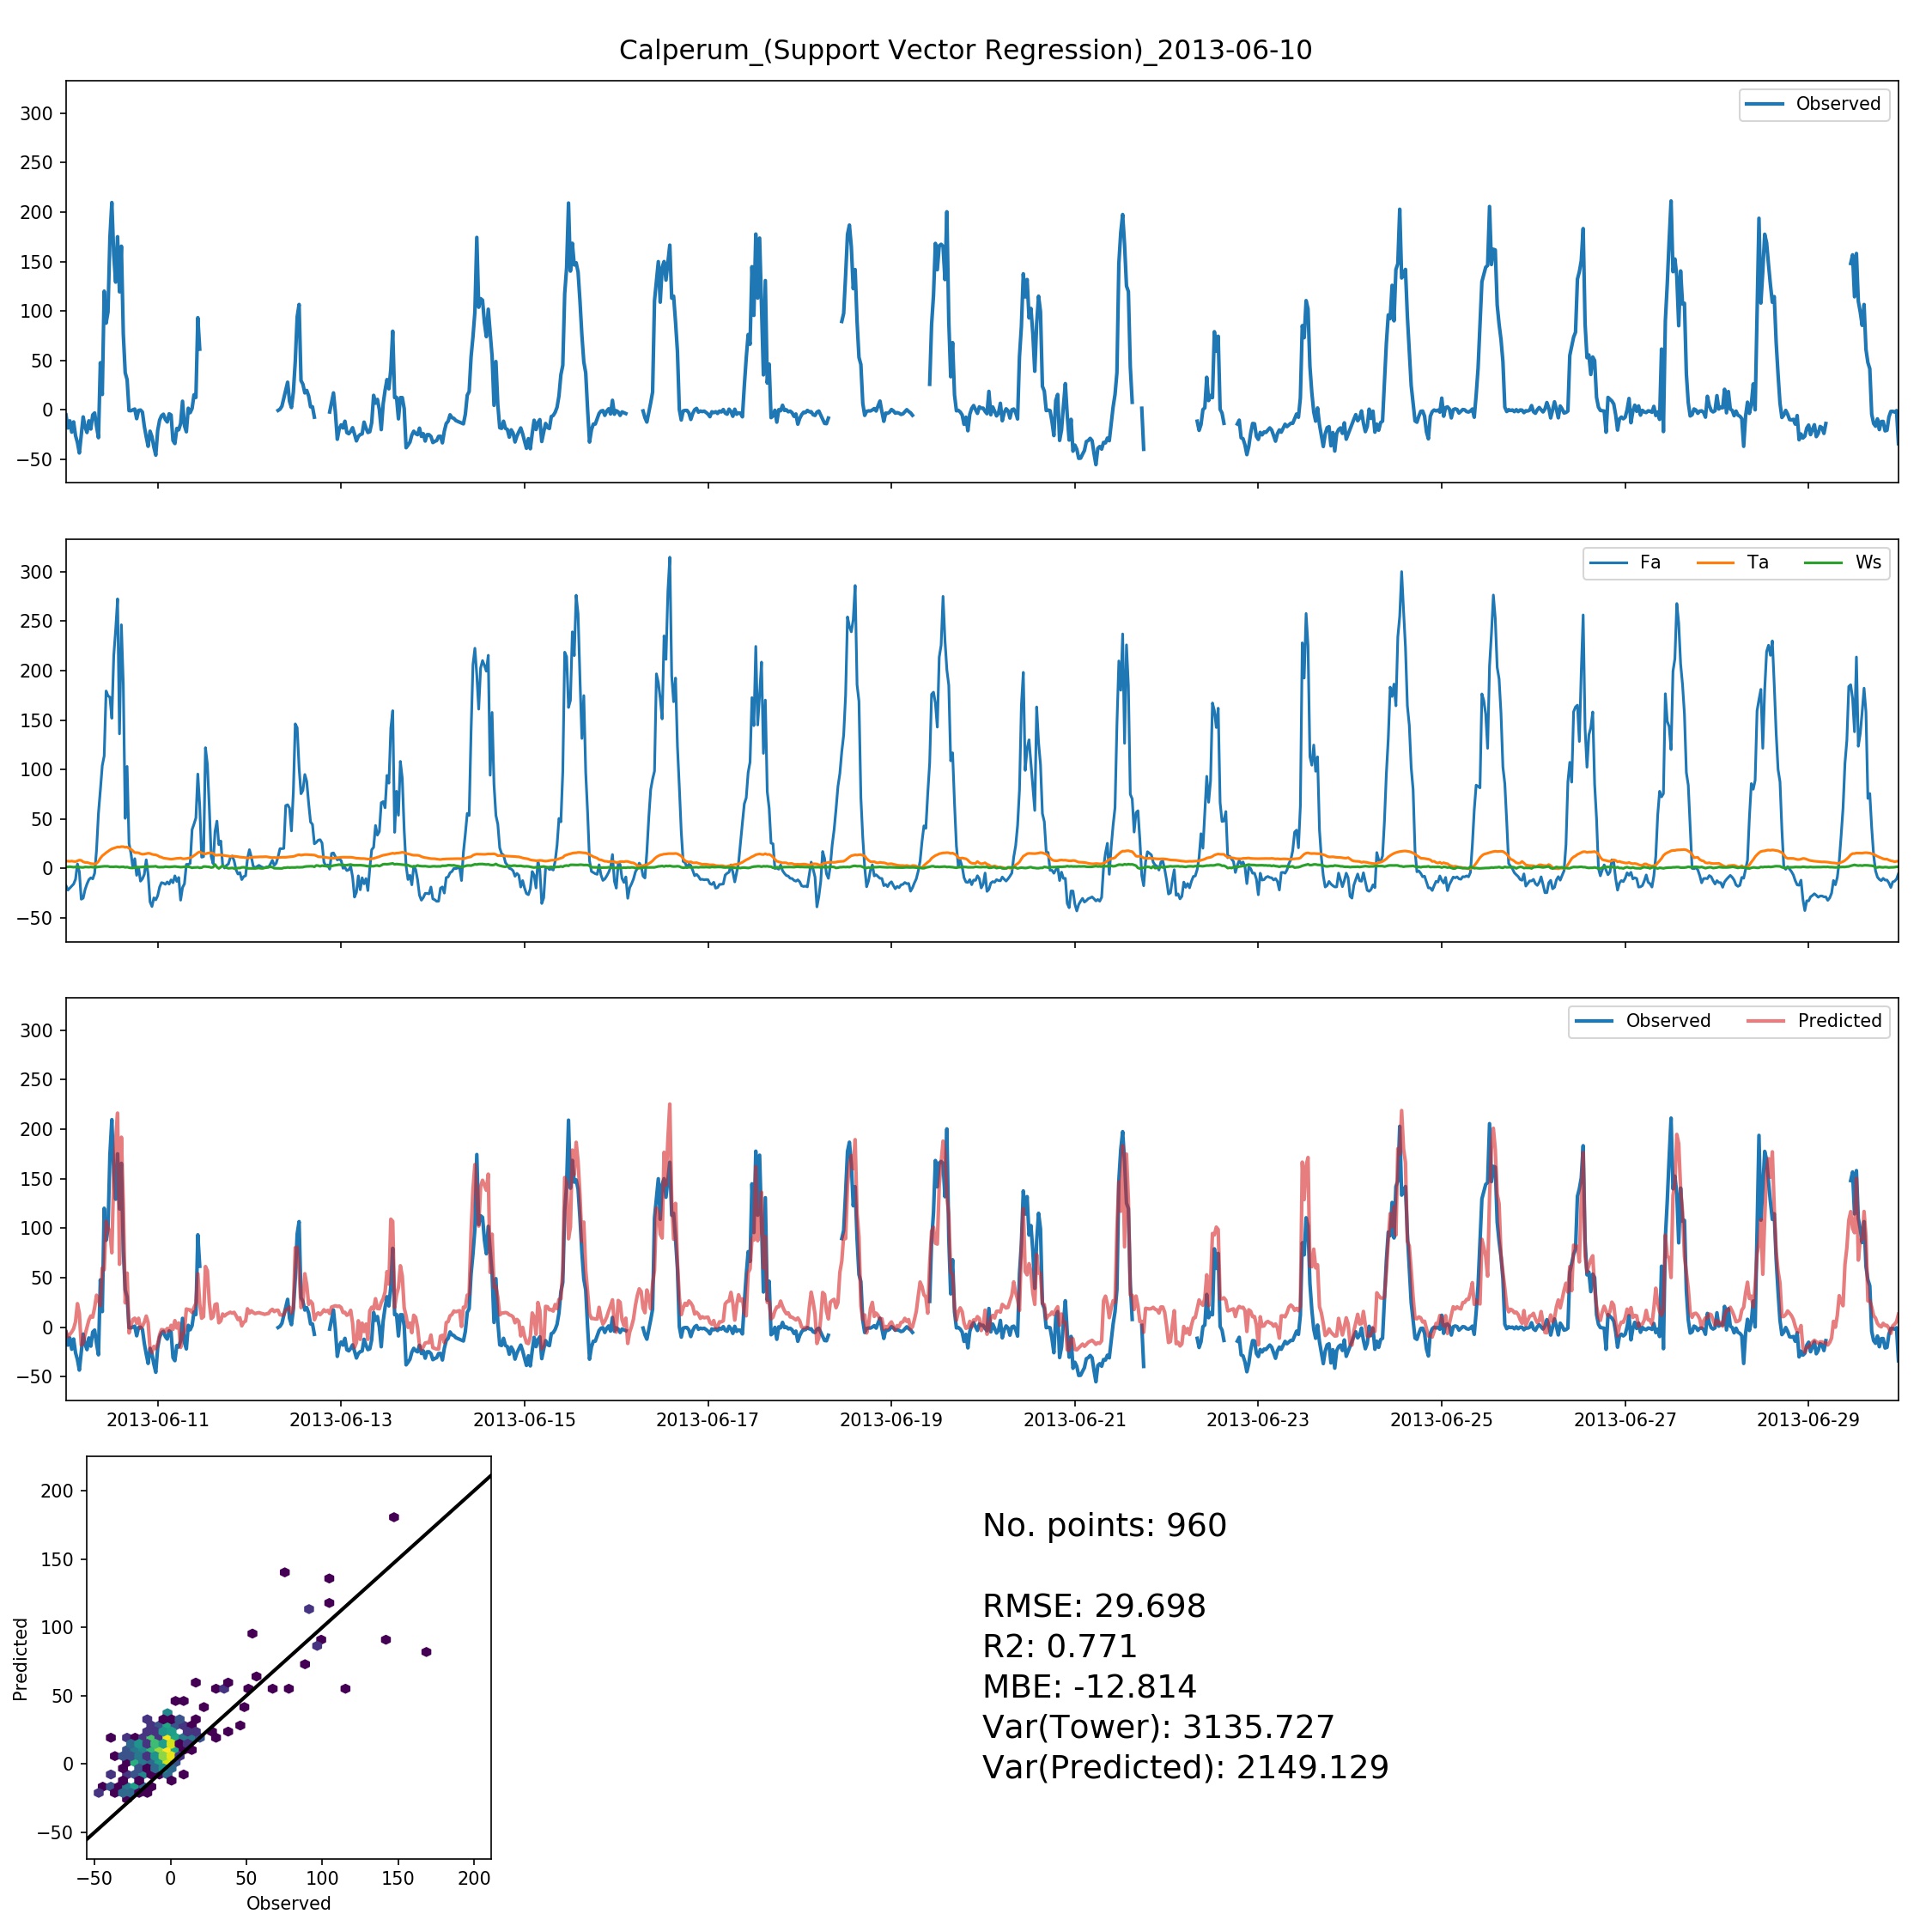 Calperum_(Support Vector Regression)_2013-06-10
Observed
300
250
200
150
100
50
0
−50
Fa Ta Ws
300
250
200
150
100
50
0
−50
Observed Predicted
300
250
200
150
100
50
0
−50
2013-06-11 2013-06-13 2013-06-15 2013-06-17 2013-06-19 2013-06-21 2013-06-23 2013-06-25 2013-06-27 2013-06-29
Predicted
200
150
100
50
0
−50
−50 0 50 100 150 200
Observed
No. points: 960
RMSE: 29.698
R2: 0.771
MBE: -12.814
Var(Tower): 3135.727
Var(Predicted): 2149.129